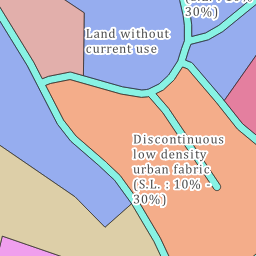 30%)
Land without
current use
Discontinuous
low density
urban fabric
(S.L. : 10% -
30%)